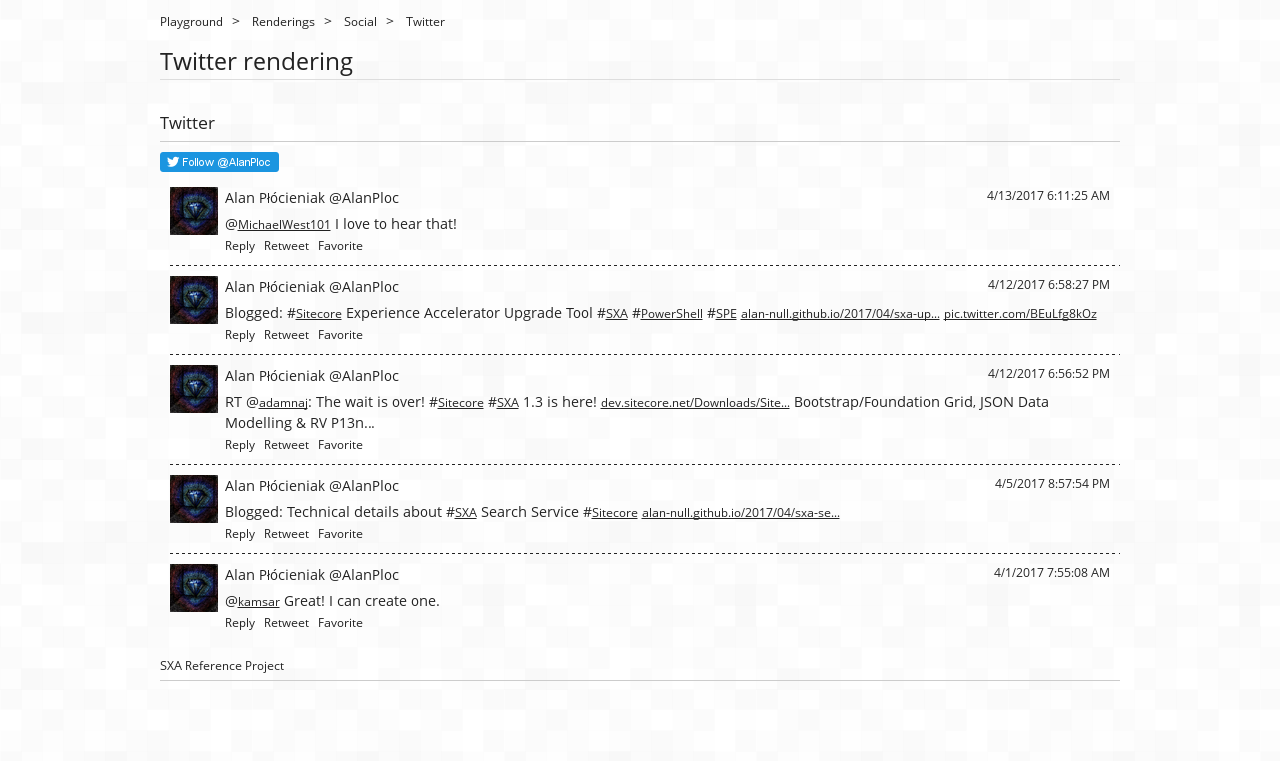 Playground > Renderings > Social > Twitter
Twitter rendering
Twitter
Follow @AlanPloc
Alan Płócieniak @AlanPloc 4/13/2017 6:11:25 AM
@MichaelWest101 I love to hear that!
Reply Retweet Favorite
Alan Płócieniak @AlanPloc 4/12/2017 6:58:27 PM
Blogged: #Sitecore Experience Accelerator Upgrade Tool #SXA #PowerShell #SPE alan-null.github.io/2017/04/sxa-up… pic.twitter.com/BEuLfg8kOz
Reply Retweet Favorite
Alan Płócieniak @AlanPloc 4/12/2017 6:56:52 PM
RT @adamnaj: The wait is over! #Sitecore #SXA 1.3 is here! dev.sitecore.net/Downloads/Site… Bootstrap/Foundation Grid, JSON Data
Modelling & RV P13n…
Reply Retweet Favorite
Alan Płócieniak @AlanPloc 4/5/2017 8:57:54 PM
Blogged: Technical details about #SXA Search Service #Sitecore alan-null.github.io/2017/04/sxa-se…
Reply Retweet Favorite
Alan Płócieniak @AlanPloc 4/1/2017 7:55:08 AM
@kamsar Great! I can create one.
Reply Retweet Favorite
SXA Reference Project